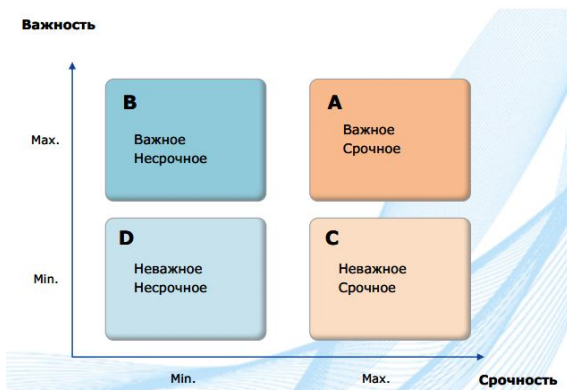 Важность
B
Важное
Несрочное
A
Важное
Срочное
Max.
D
Неважное
Несрочное
C
Неважное
Срочное
Min.
Min.
Max.
Срочность